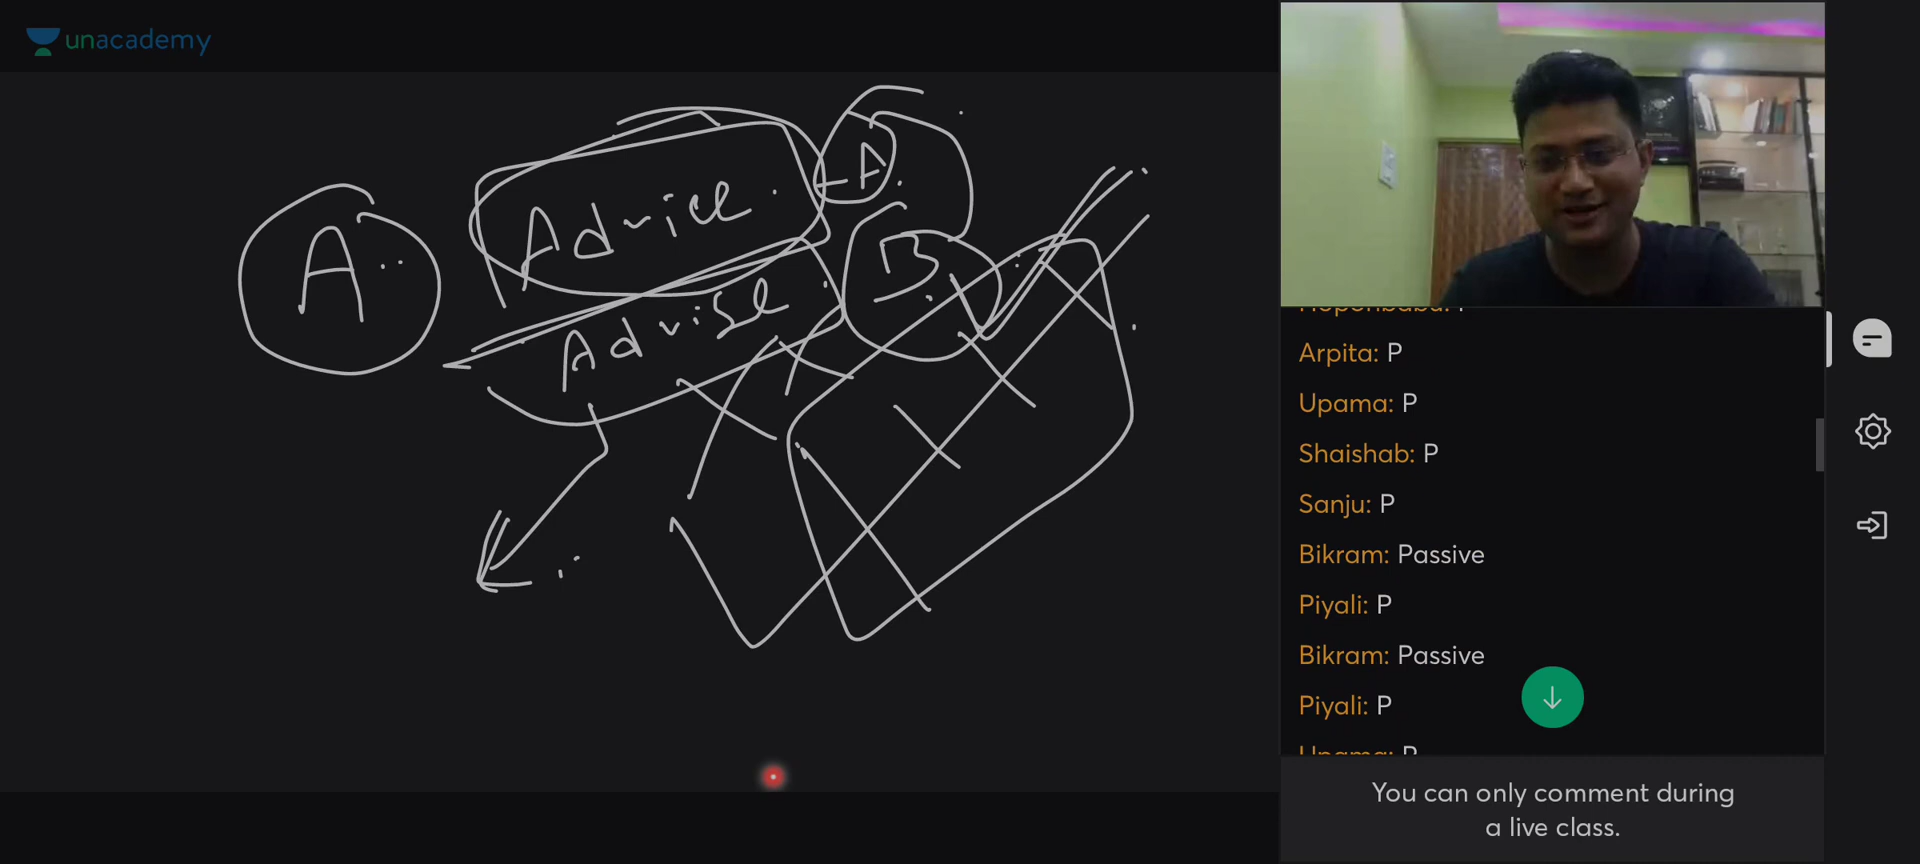 unacademy
A
Advice
A
Advise
B
Arpita: P
Upama: P
Shaishab: P
Sanju: P
Bikram: Passive
Piyali: P
Bikram: Passive
Piyali: P
Upama: P
You can only comment during
a live class.